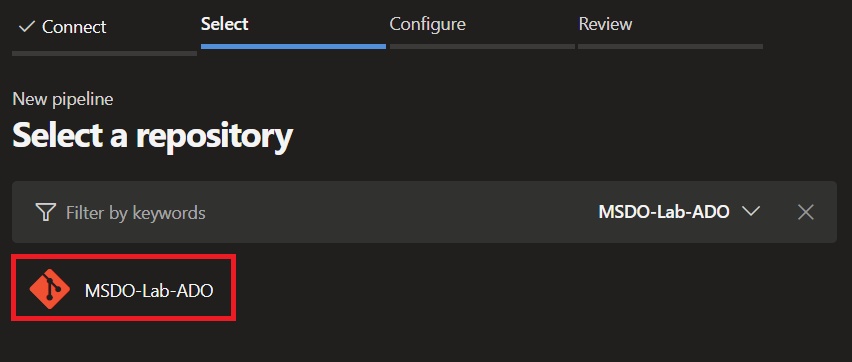 Connect Select Configure Review
New pipeline
Select a repository
Filter by keywords MSDO-Lab-ADO
MSDO-Lab-ADO